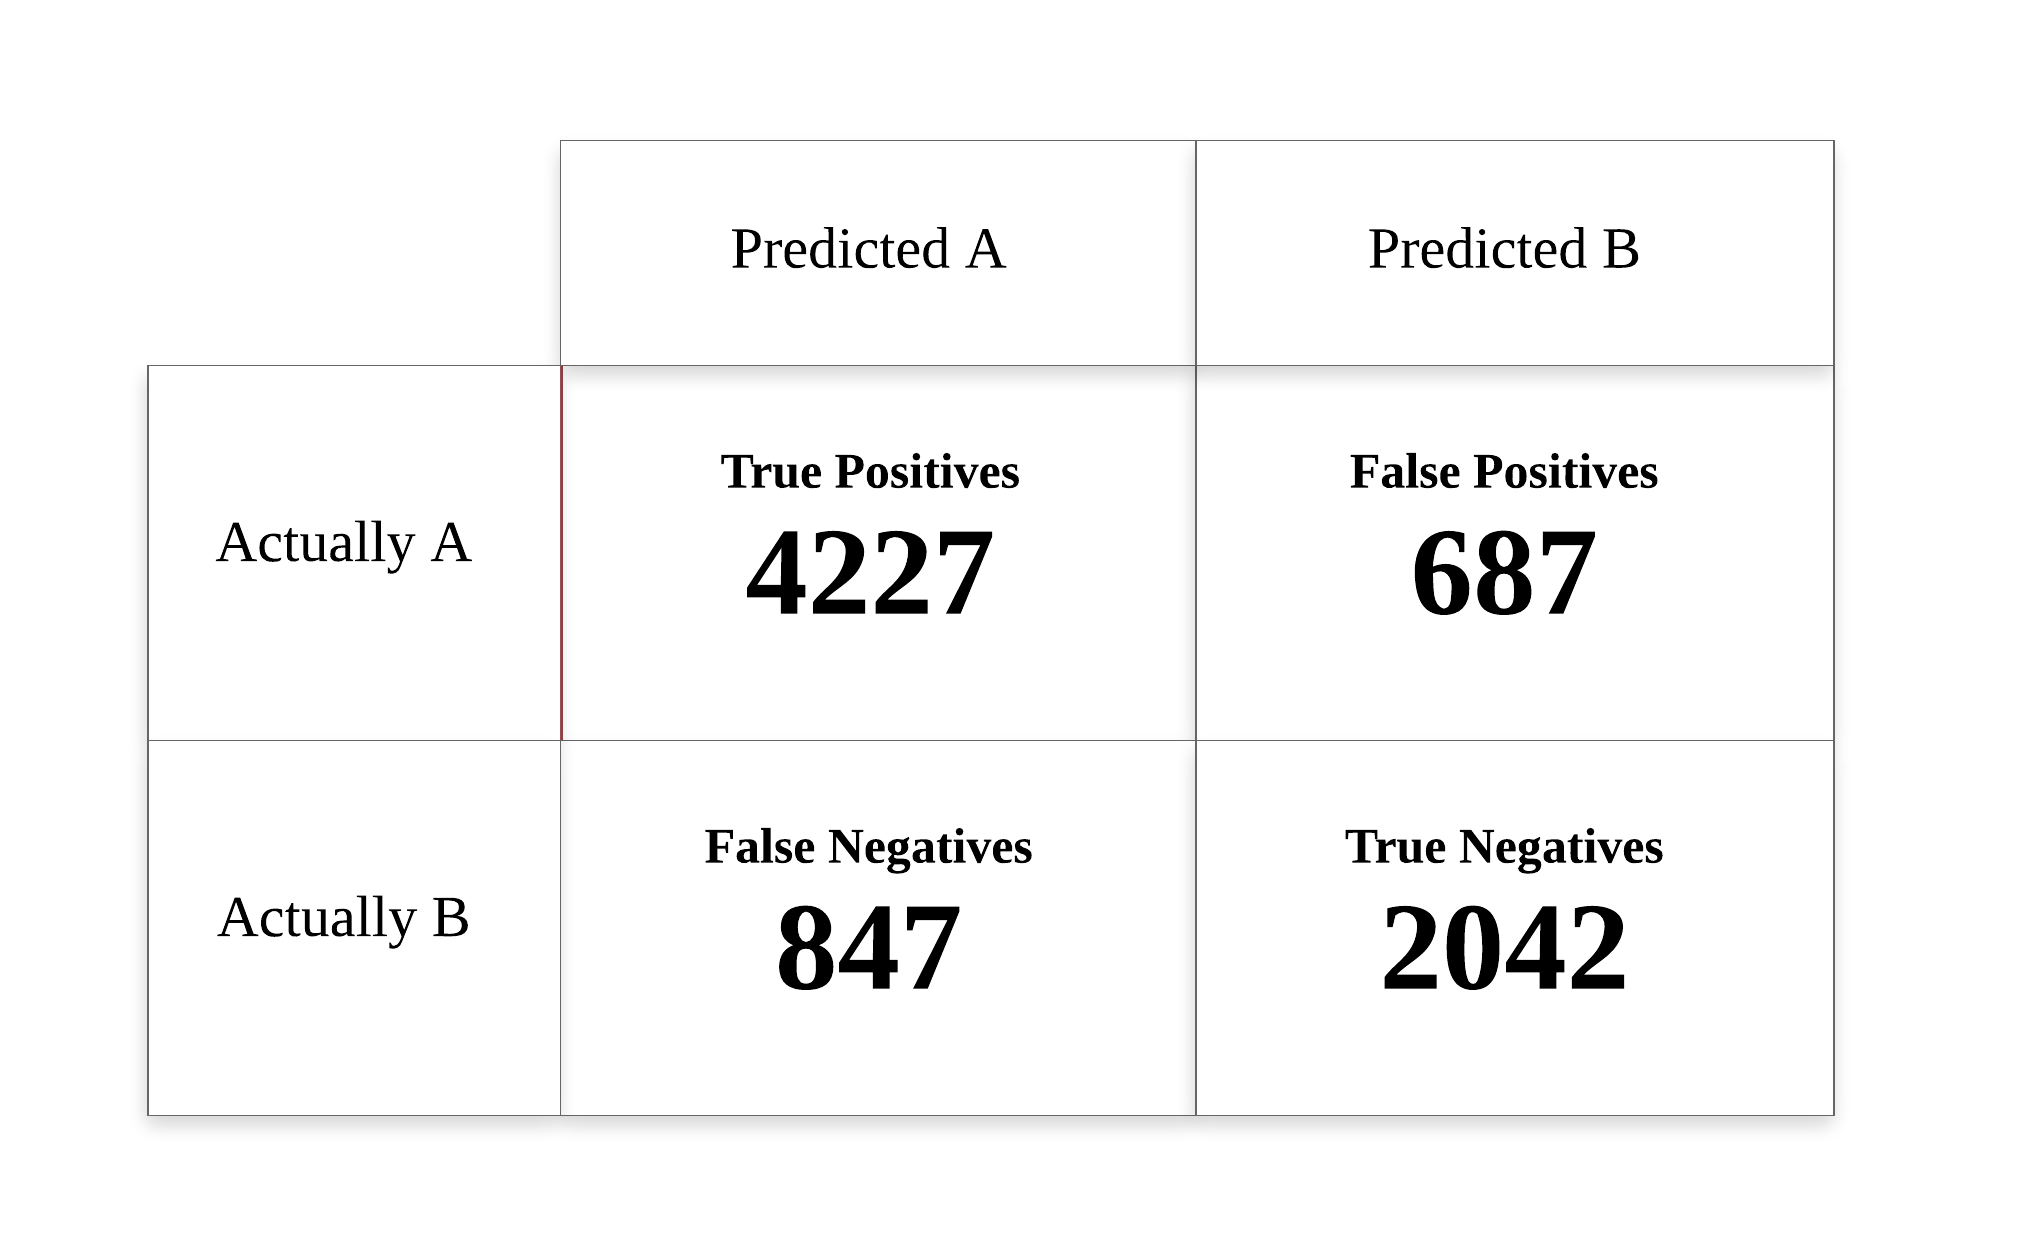 Predicted A
Predicted B
Actually A
True Positives
4227
False Positives
687
Actually B
False Negatives
847
True Negatives
2042